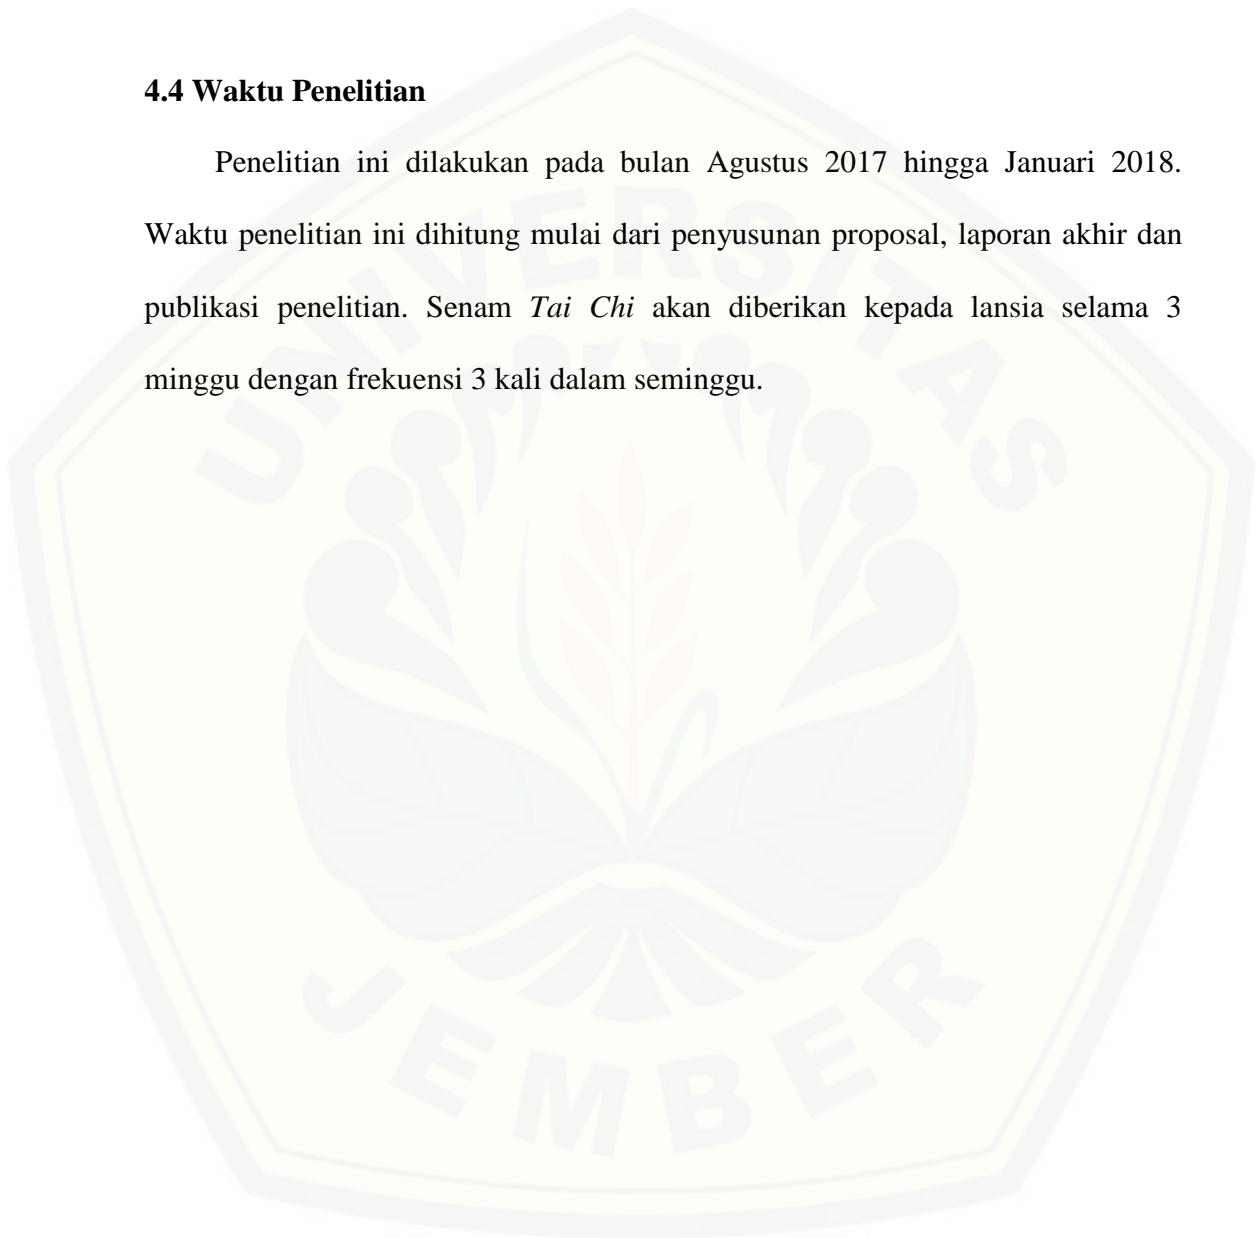 4.4 Waktu Penelitian
Penelitian ini dilakukan pada bulan Agustus 2017 hingga Januari 2018.
Waktu penelitian ini dihitung mulai dari penyusunan proposal, laporan akhir dan
publikasi penelitian. Senam Tai Chi akan diberikan kepada lansia selama 3
minggu dengan frekuensi 3 kali dalam seminggu.
UNIVERSITAS
JEMBER